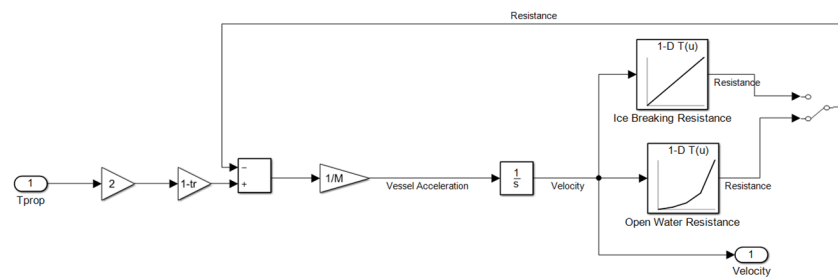 Resistance
1-D T(u)
Resistance
Ice Breaking Resistance
1-D T(u)
Resistance
Open Water Resistance
1
Tprop
2
1-tr
−
+
1/M
Vessel Acceleration
1
s
Velocity
1
Velocity